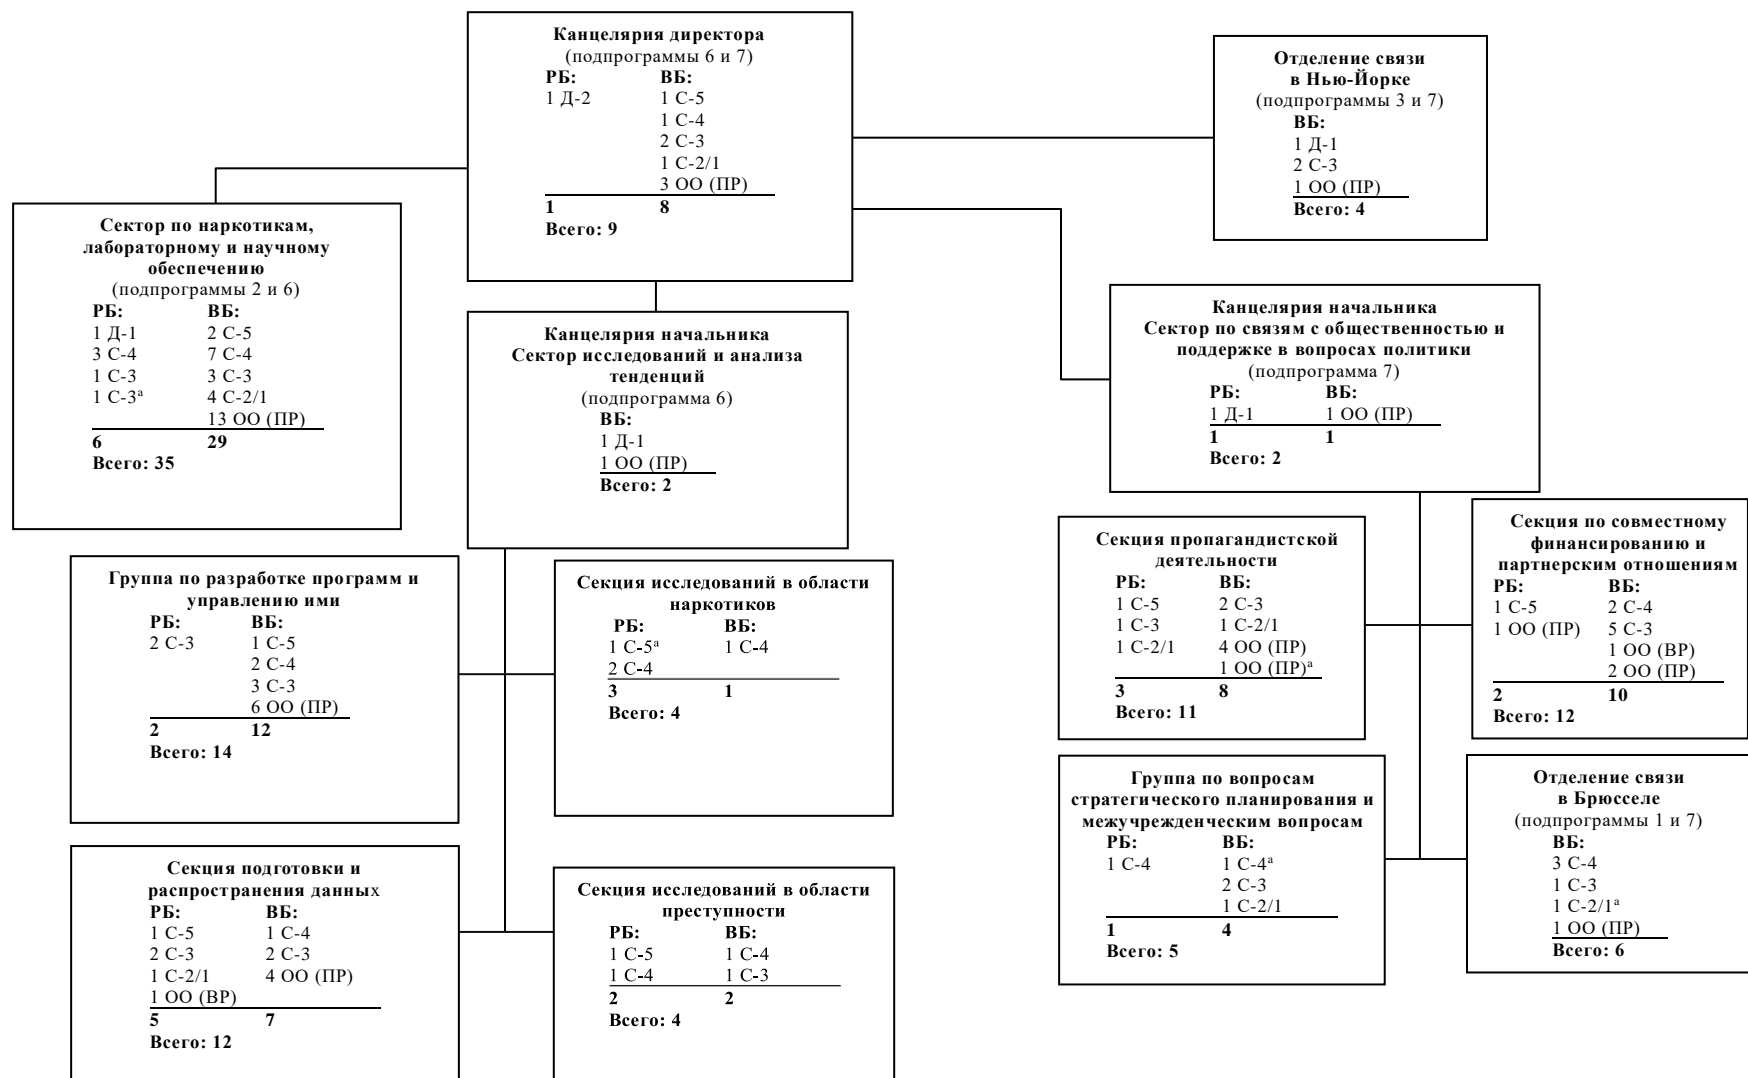 Канцелярия директора
(подпрограммы 6 и 7)
РБ: ВБ:
1 Д-2 1 С-5
1 С-4
2 С-3
1 С-2/1
3 ОО (ПР)
1 8
Всего: 9
Отделение связи
в Нью-Йорке
(подпрограммы 3 и 7)
ВБ:
1 Д-1
2 С-3
1 ОО (ПР)
Всего: 4
Сектор по наркотикам,
лабораторному и научному
обеспечению
(подпрограммы 2 и 6)
РБ: ВБ:
1 Д-1 2 С-5
3 С-4 7 С-4
1 С-3 3 С-3
1 С-3ª 4 С-2/1
13 ОО (ПР)
6 29
Всего: 35
Канцелярия начальника
Сектор исследований и анализа
тенденций
(подпрограмма 6)
ВБ:
1 Д-1
1 ОО (ПР)
Всего: 2
Канцелярия начальника
Сектор по связям с общественностью и
поддержке в вопросах политики
(подпрограмма 7)
РБ: ВБ:
1 Д-1 1 ОО (ПР)
1 1
Всего: 2
Группа по разработке программ и
управлению ими
РБ: ВБ:
2 С-3 1 С-5
2 С-4
3 С-3
6 ОО (ПР)
2 12
Всего: 14
Секция исследований в области
наркотиков
РБ: ВБ:
1 С-5ª 1 С-4
2 С-4
3 1
Всего: 4
Секция пропагандистской
деятельности
РБ: ВБ:
1 С-5 2 С-3
1 С-3 1 С-2/1
1 С-2/1 4 ОО (ПР)
1 ОО (ПР)ª
3 8
Всего: 11
Секция по совместному
финансированию и
партнерским отношениям
РБ: ВБ:
1 С-5 2 С-4
1 ОО (ПР) 5 С-3
1 ОО (ВР)
2 ОО (ПР)
2 10
Всего: 12
Секция подготовки и
распространения данных
РБ: ВБ:
1 С-5 1 С-4
2 С-3 2 С-3
1 С-2/1 4 ОО (ПР)
1 ОО (ВР)
5 7
Всего: 12
Секция исследований в области
преступности
РБ: ВБ:
1 С-5 1 С-4
1 С-4 1 С-3
2 2
Всего: 4
Группа по вопросам
стратегического планирования и
межучрежденческим вопросам
РБ: ВБ:
1 С-4 1 С-4ª
2 С-3
1 С-2/1
1 4
Всего: 5
Отделение связи
в Брюсселе
(подпрограммы 1 и 7)
ВБ:
3 С-4
1 С-3
1 С-2/1ª
1 ОО (ПР)
Всего: 6